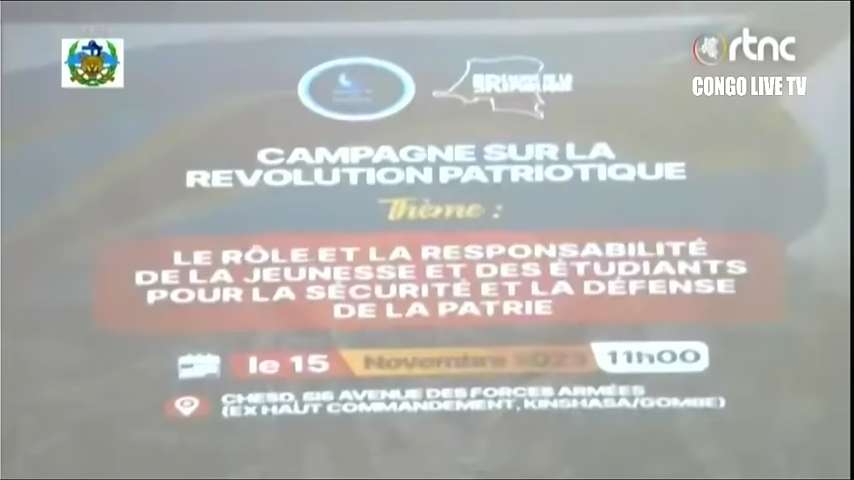 rtnc
CONGO LIVE TV
CAMPAGNE SUR LA
REVOLUTION PATRIOTIQUE
Thème :
LE RÔLE ET LA RESPONSABILITÉ
DE LA JEUNESSE ET DES ÉTUDIANTS
POUR LA SÉCURITÉ ET LA DÉFENSE
DE LA PATRIE
le 15 Novembre 2023 11h00
CHESD, AVENUE DES FORCES ARMÉES
(EX HAUT COMMANDEMENT, KINSHASA/GOMBE)